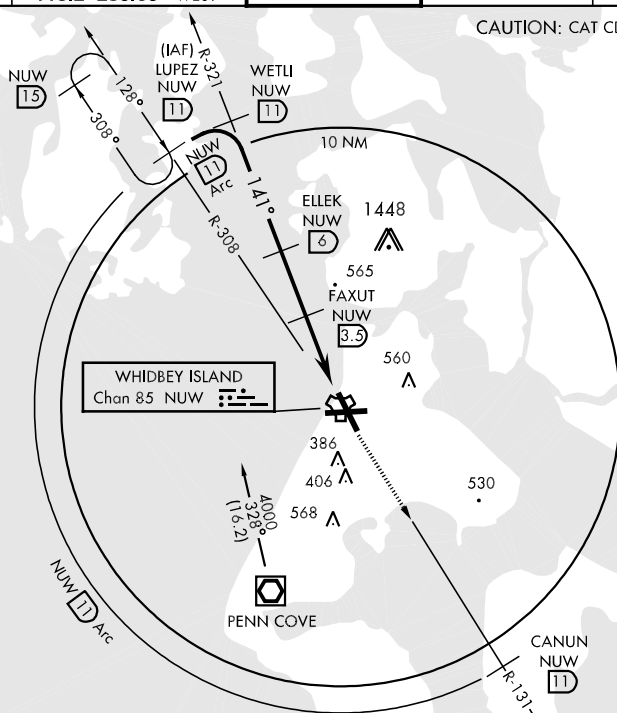 WEST
CAUTION: CAT CD
(IAF)
LUPEZ
NUW
11
R-321
WETLI
NUW
11
NUW
15
128°
308°
NUW
11
Arc
10 NM
141°
R-308
ELLEK
NUW
6
1448
565
FAXUT
NUW
3.5
560
WHIDBEY ISLAND
Chan 85 NUW
386
406
568
530
4000
328°
(16.2)
PENN COVE
NUW 11 Arc
CANUN
NUW
11
R-131